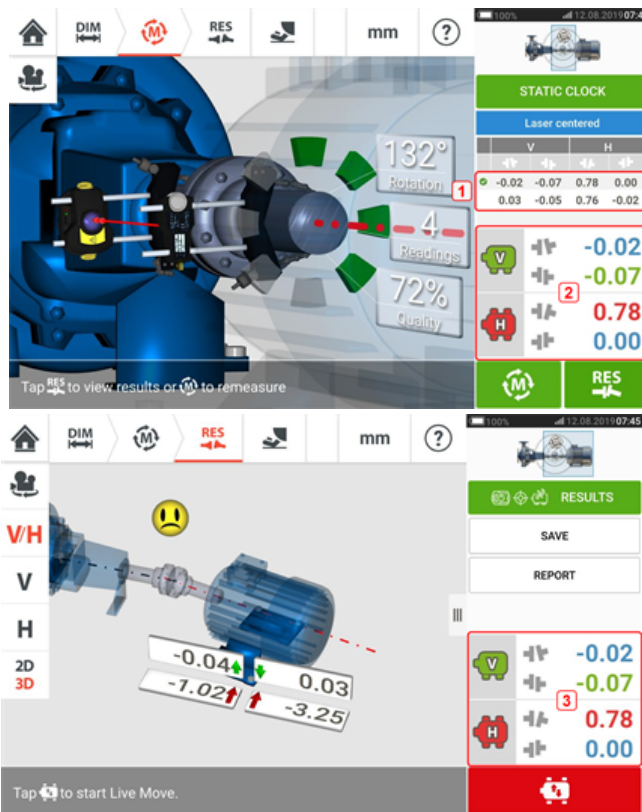 DIM
M
RES
mm
?
100%
12.08.2019 07:4
STATIC CLOCK
Laser centered
V H
-0.02 -0.07 0.78 0.00
0.03 -0.05 0.76 -0.02
1
132°
Rotation
4
Readings
72%
Quality
V
-0.02
-0.07
2
H
0.78
0.00
Tap RES to view results or M to remeasure
M
RES
DIM
M
RES
mm
?
100%
12.08.2019 07:45
RESULTS
SAVE
REPORT
V/H
V
H
2D
3D
-0.04
0.03
-1.02
-3.25
V
-0.02
-0.07
3
H
0.78
0.00
Tap to start Live Move.